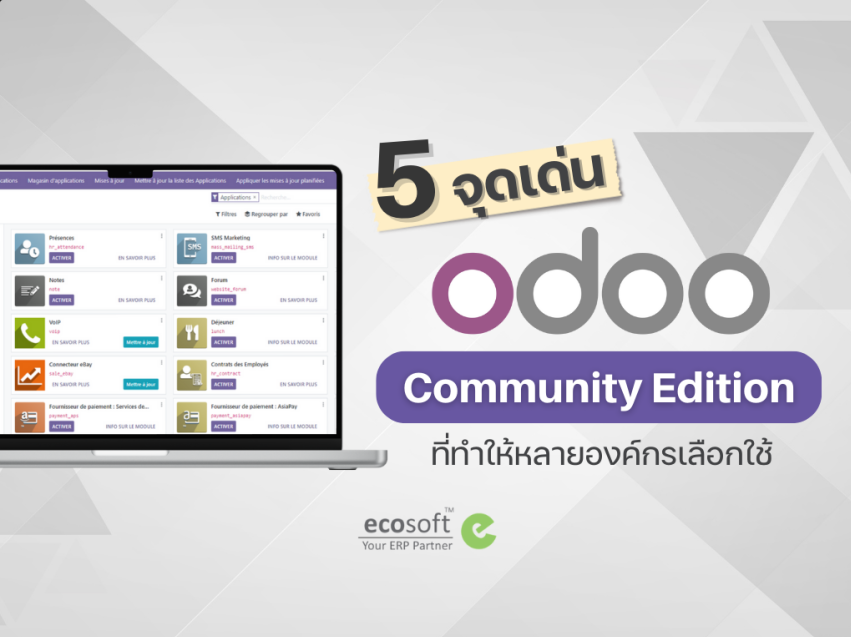 5 จุดเด่น
odoo
Community Edition
ที่ทำให้หลายองค์กรเลือกใช้
ecosoft™
Your ERP Partner
Magasin d'applications Mises à jour Mettre à jour la liste des Applications Appliquer les mises à jour planifiées
Applications ×
Filtres Regrouper par Favoris
Présences
hr_attendance
ACTIVER EN SAVOIR PLUS
SMS Marketing
mass_mailing_sms
ACTIVER INFO SUR LE MODULE
Notes
note
ACTIVER EN SAVOIR PLUS
Forum
website_forum
ACTIVER EN SAVOIR PLUS
VoIP
voip
EN SAVOIR PLUS Mettre à jour
Déjeuner
lunch
ACTIVER INFO SUR LE MODULE
Connecteur eBay
sale_ebay
EN SAVOIR PLUS Mettre à jour
Contrats des Employés
hr_contract
ACTIVER EN SAVOIR PLUS
Fournisseur de paiement : Services de...
payment_aps
ACTIVER INFO SUR LE MODULE
Fournisseur de paiement : AsiaPay
payment_asiapay
ACTIVER INFO SUR LE MODULE